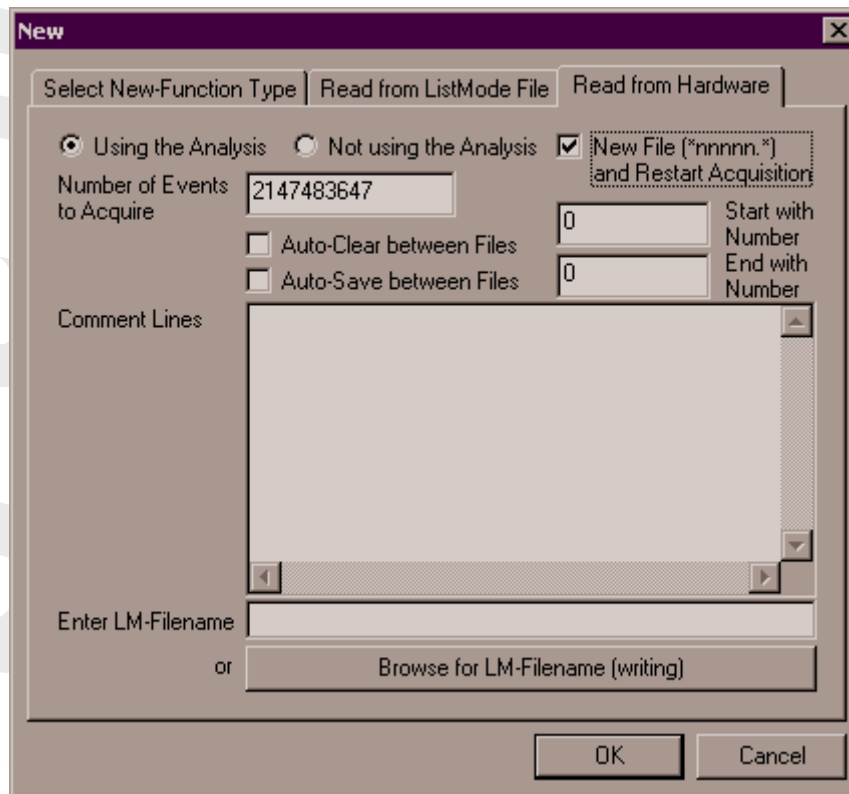 New
Select New-Function Type
Read from ListMode File
Read from Hardware
Using the Analysis
Not using the Analysis
New File (*nnnnn.*)
and Restart Acquisition
Number of Events
to Acquire
2147483647
0
Start with
Number
Auto-Clear between Files
0
End with
Number
Auto-Save between Files
Comment Lines
Enter LM-Filename
or
Browse for LM-Filename (writing)
OK
Cancel